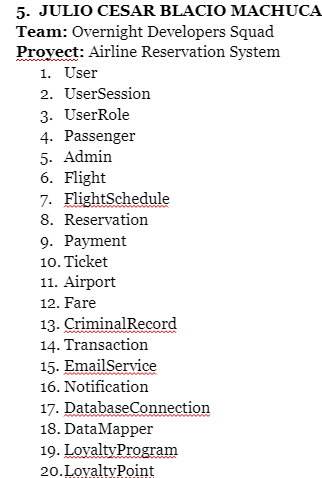 5. JULIO CESAR BLACIO MACHUCA
Team: Overnight Developers Squad
Proyect: Airline Reservation System
1. User
2. UserSession
3. UserRole
4. Passenger
5. Admin
6. Flight
7. FlightSchedule
8. Reservation
9. Payment
10. Ticket
11. Airport
12. Fare
13. CriminalRecord
14. Transaction
15. EmailService
16. Notification
17. DatabaseConnection
18. DataMapper
19. LoyaltyProgram
20. LoyaltyPoint